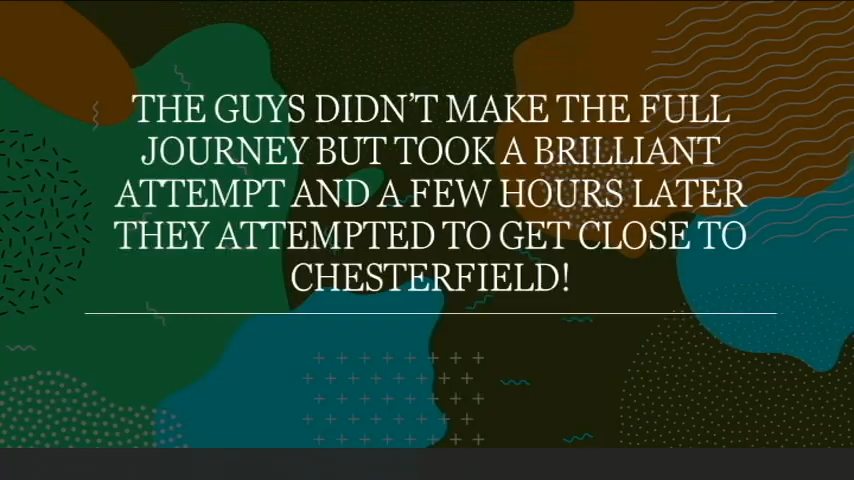 THE GUYS DIDN’T MAKE THE FULL
JOURNEY BUT TOOK A BRILLIANT
ATTEMPT AND A FEW HOURS LATER
THEY ATTEMPTED TO GET CLOSE TO
CHESTERFIELD!